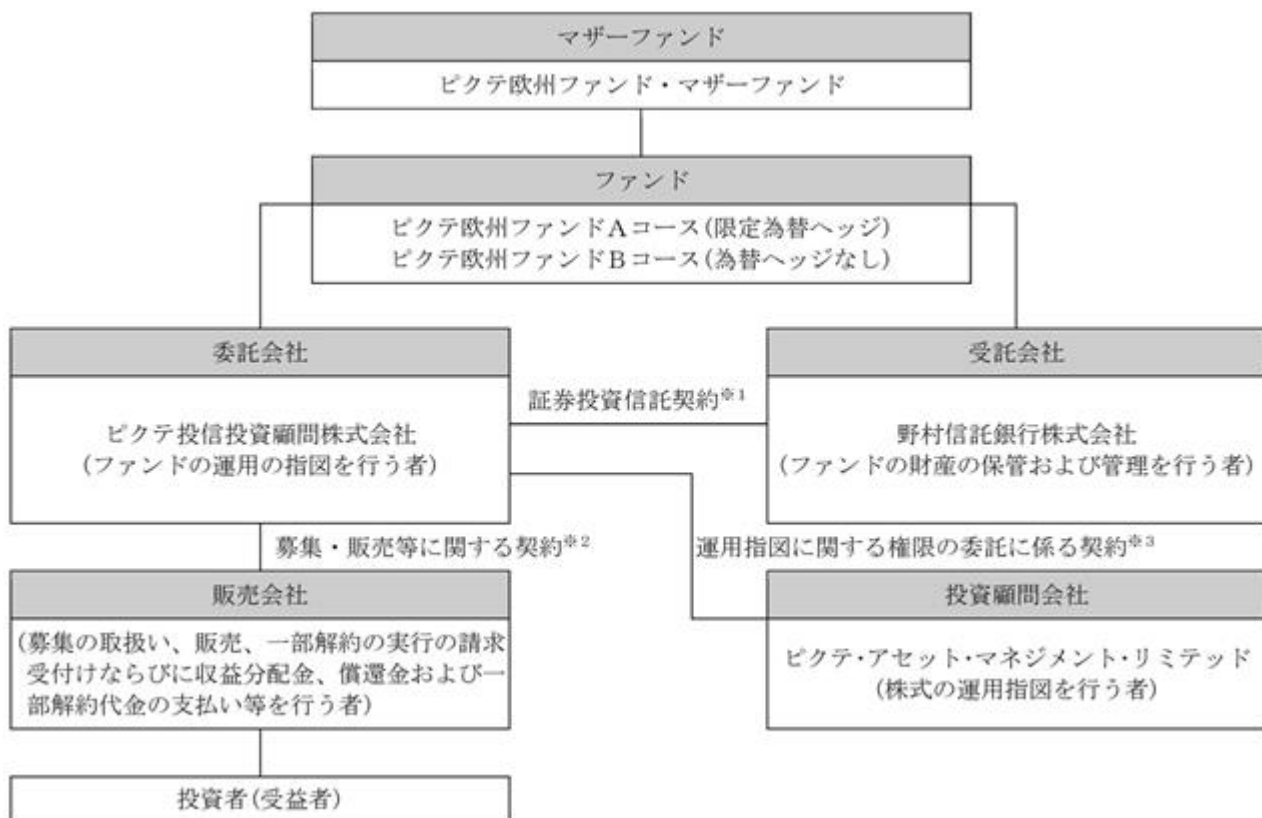 マザーファンド
ピクテ欧州ファンド・マザーファンド
ファンド
ピクテ欧州ファンドAコース(限定為替ヘッジ)
ピクテ欧州ファンドBコース(為替ヘッジなし)
委託会社
ピクテ投信投資顧問株式会社
(ファンドの運用の指図を行う者)
証券投資信託契約※1
受託会社
野村信託銀行株式会社
(ファンドの財産の保管および管理を行う者)
募集・販売等に関する契約※2
運用指図に関する権限の委託に係る契約※3
販売会社
(募集の取扱い、販売、一部解約の実行の請求
受付けならびに収益分配金、償還金および一
部解約代金の支払い等を行う者)
投資顧問会社
ピクテ・アセット・マネジメント・リミテッド
(株式の運用指図を行う者)
投資者(受益者)